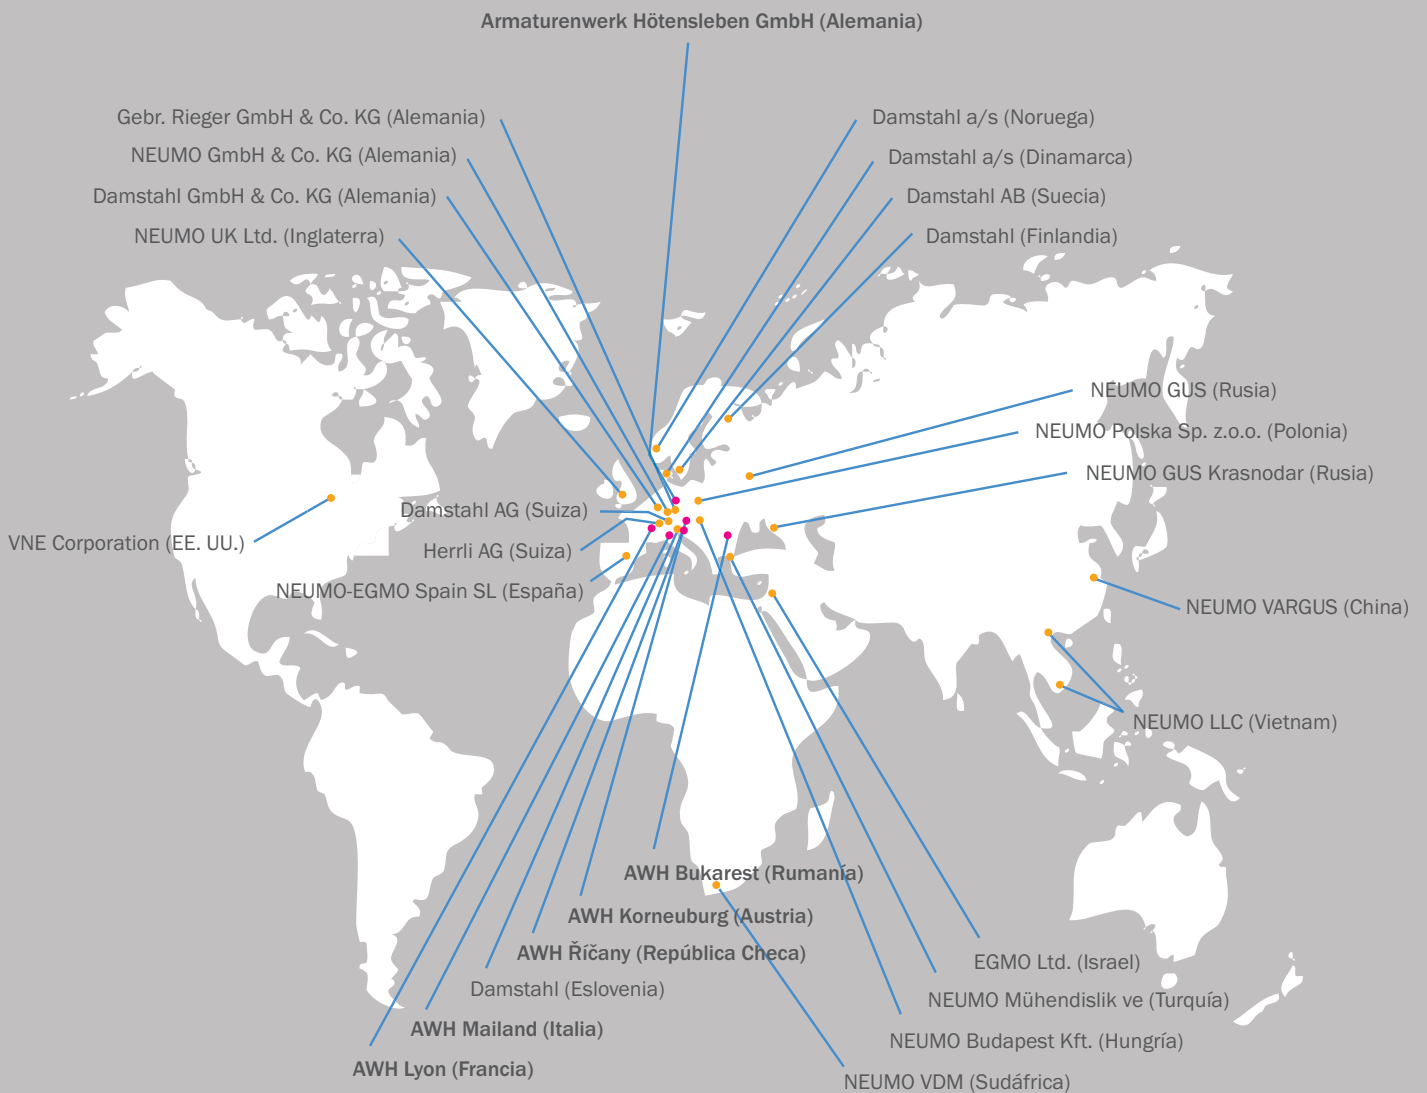 Armaturenwerk Hötensleben GmbH (Alemania)
Gebr. Rieger GmbH & Co. KG (Alemania)
NEUMO GmbH & Co. KG (Alemania)
Damstahl GmbH & Co. KG (Alemania)
NEUMO UK Ltd. (Inglaterra)
Damstahl a/s (Noruega)
Damstahl a/s (Dinamarca)
Damstahl AB (Suecia)
Damstahl (Finlandia)
NEUMO GUS (Rusia)
NEUMO Polska Sp. z.o.o. (Polonia)
NEUMO GUS Krasnodar (Rusia)
Damstahl AG (Suiza)
VNE Corporation (EE. UU.)
Herrli AG (Suiza)
NEUMO-EGMO Spain SL (España)
NEUMO VARGUS (China)
NEUMO LLC (Vietnam)
AWH Bukarest (Rumanía)
AWH Korneuburg (Austria)
AWH Říčany (República Checa)
Damstahl (Eslovenia)
AWH Mailand (Italia)
AWH Lyon (Francia)
EGMO Ltd. (Israel)
NEUMO Mühendislik ve (Turquía)
NEUMO Budapest Kft. (Hungría)
NEUMO VDM (Sudáfrica)